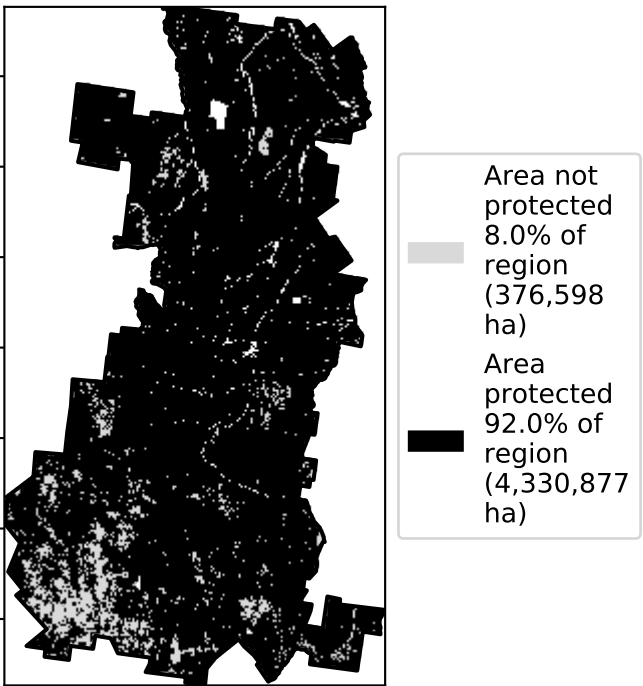 Area not
protected
8.0% of
region
(376,598
ha)
Area
protected
92.0% of
region
(4,330,877
ha)